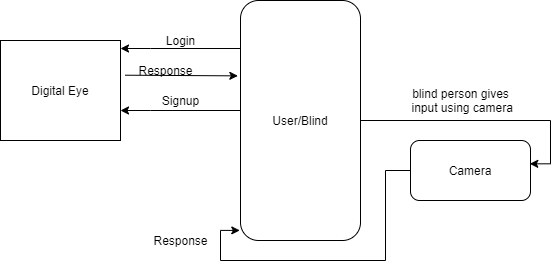 Login
Digital Eye
Response
Signup
User/Blind
blind person gives
input using camera
Camera
Response